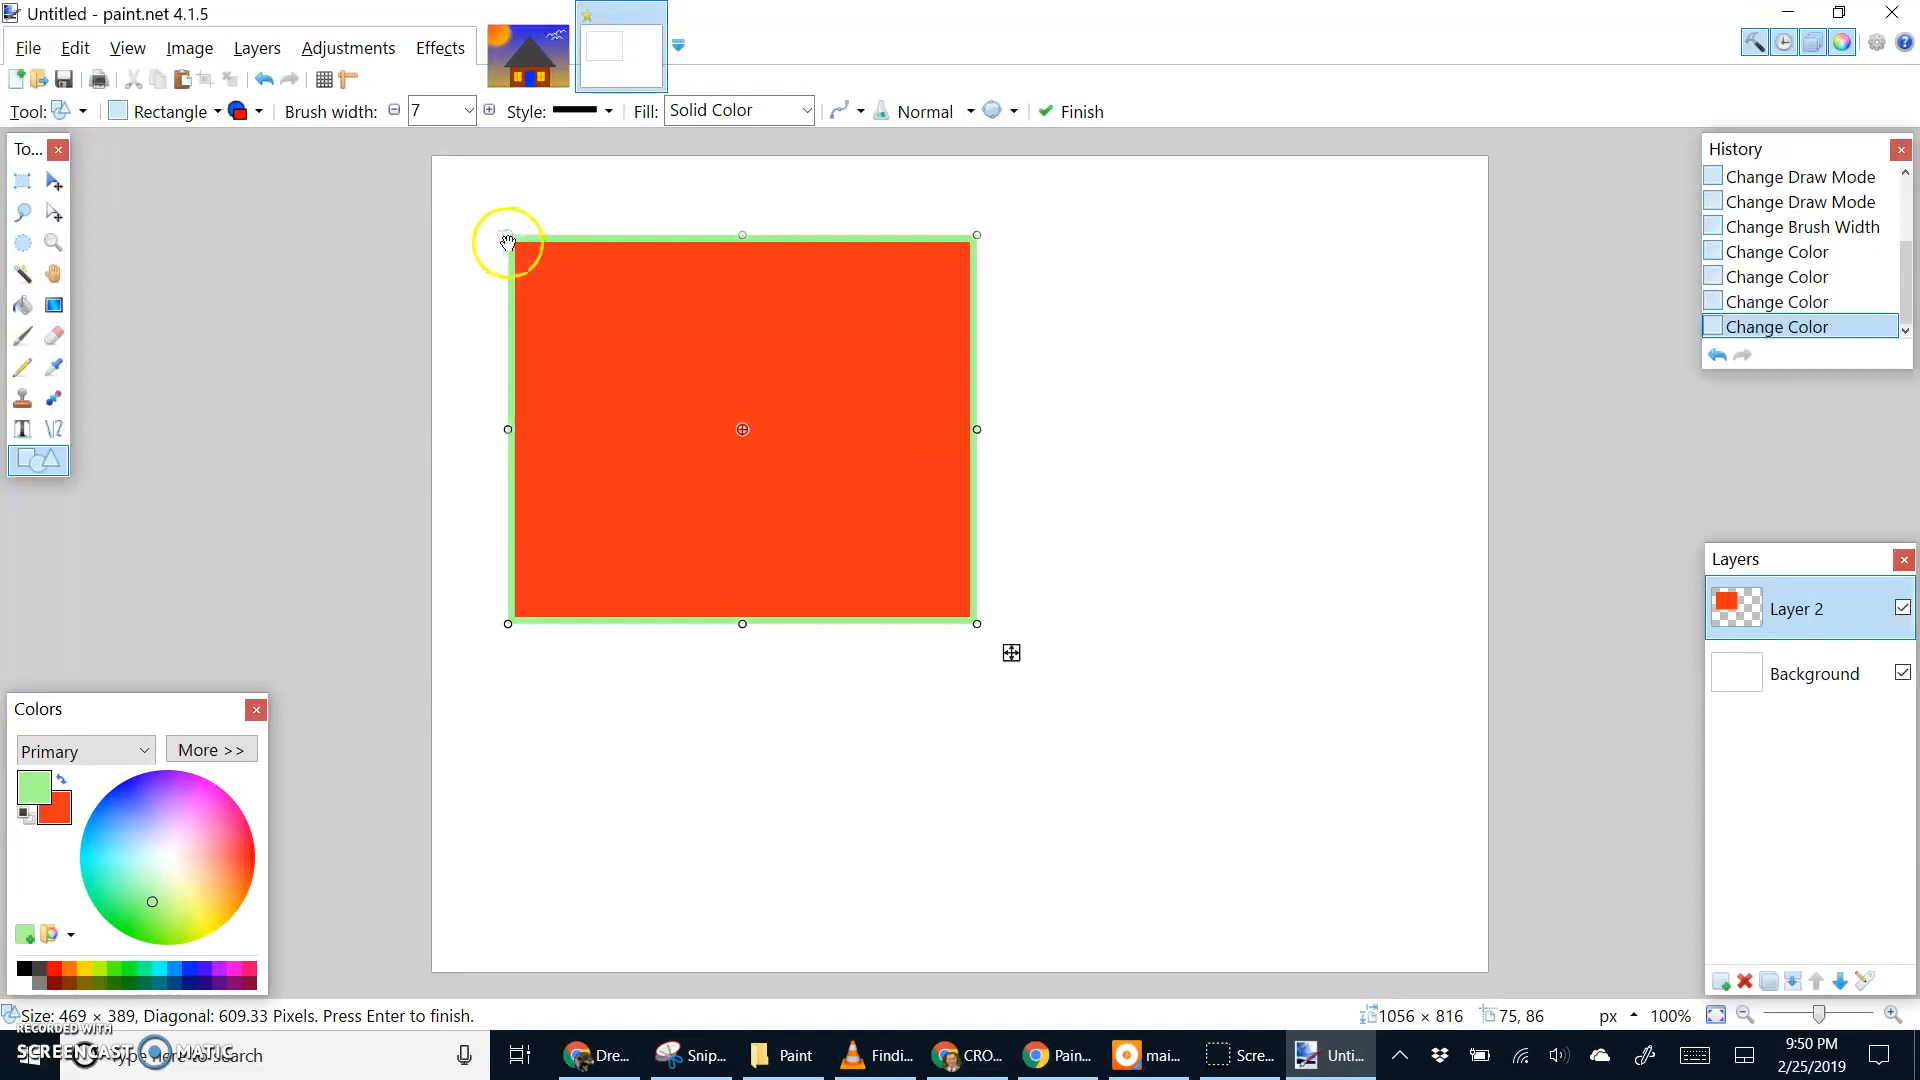 Untitled - paint.net 4.1.5
File Edit View Image Layers Adjustments Effects
Tool: Rectangle Brush width: 7 Style: Fill: Solid Color Normal Finish
To...
History
Change Draw Mode
Change Draw Mode
Change Brush Width
Change Color
Change Color
Change Color
Change Color
Layers
Layer 2
Background
Colors
Primary More >>
Size: 469 × 389, Diagonal: 609.33 Pixels. Press Enter to finish. 1056 × 816 75, 86 px 100%
RECORDED WITH
SCREENCAST MATIC
Type here to search Dre... Snip... Paint Findi... CRO... Pain... mai... Scre... Unti... 9:50 PM
2/25/2019